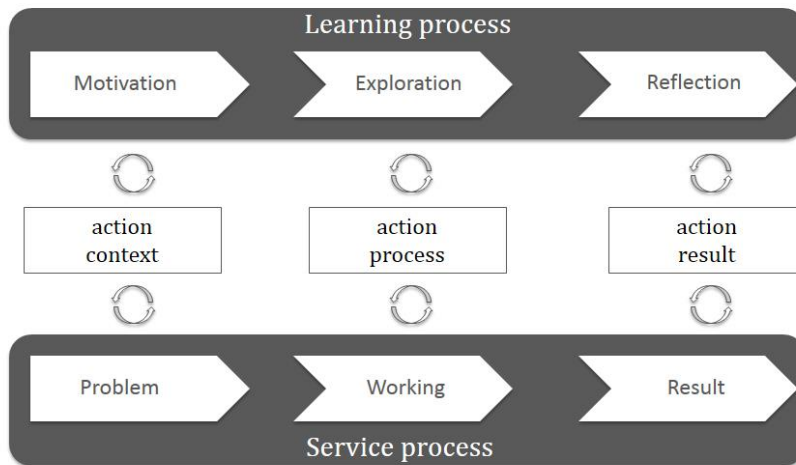 Learning process
Motivation
Exploration
Reflection
action
context
action
process
action
result
Problem
Working
Result
Service process